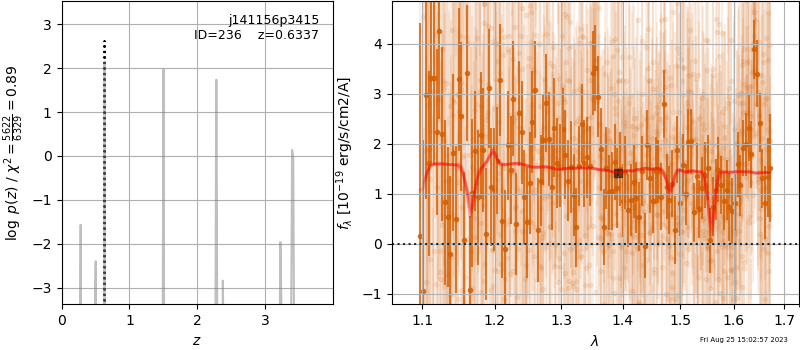 j141156p3415
ID=236 z=0.6337
log p(z) / χ² = 5622/6329 = 0.89
3
2
1
0
−1
−2
−3
0 1 2 3
z
fλ [10⁻¹⁹ erg/s/cm2/A]
4
3
2
1
0
−1
1.1 1.2 1.3 1.4 1.5 1.6 1.7
λ
Fri Aug 25 15:02:57 2023